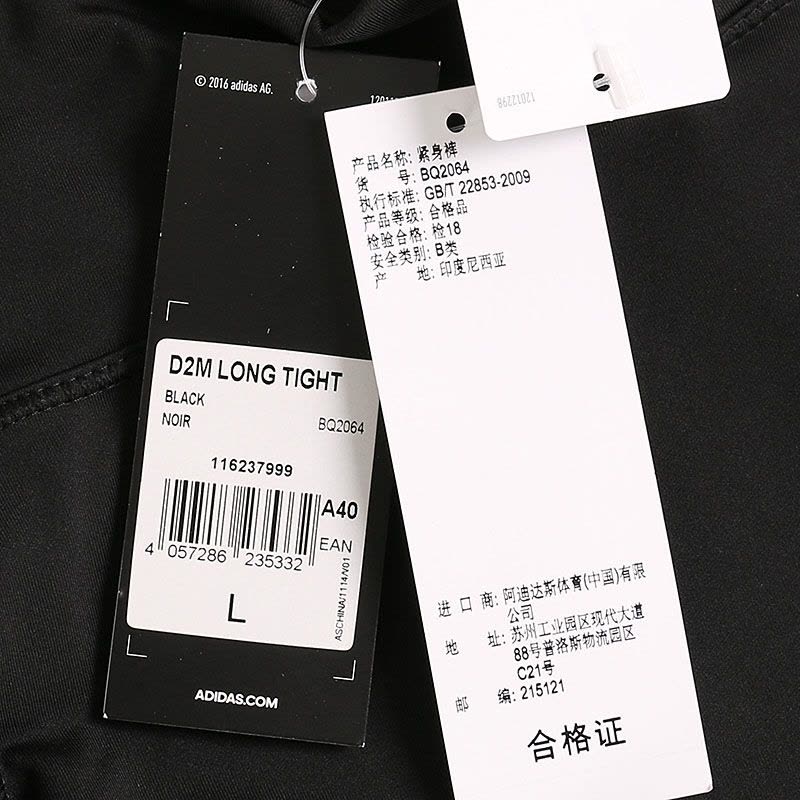 © 2016 adidas AG.
D2M LONG TIGHT
BLACK
NOIR
BQ2064
116237999
A40
4 057286 235332
EAN
L
ASCHINA/1114/V01
ADIDAS.COM
12012298
产品名称: 紧身裤
货 号: BQ2064
执行标准: GB/T 22853-2009
产品等级: 合格品
检验合格: 检18
安全类别: B类
产 地: 印度尼西亚
进 口 商: 阿迪达斯体育(中国)有限
公司
地 址: 苏州工业园区现代大道
88号普洛斯物流园区
C21号
邮 编: 215121
合格证